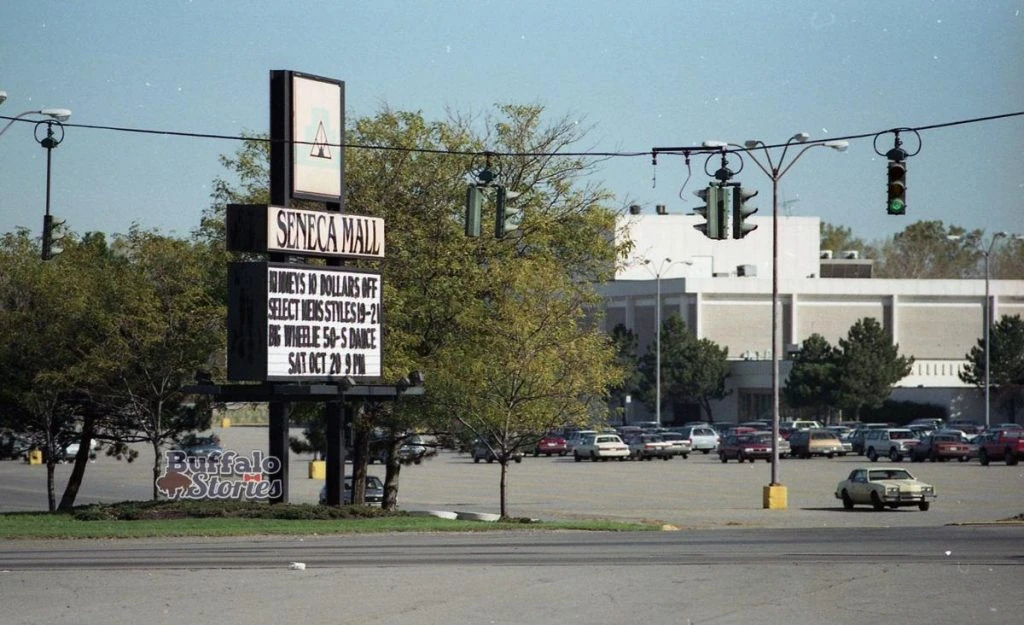 SENECA MALL
KINNEYS 10 DOLLARS OFF
SELECT MENS STYLES 19-21
BIG WHEELIE 50-S DANCE
SAT OCT 20 9 PM
Buffalo
Stories